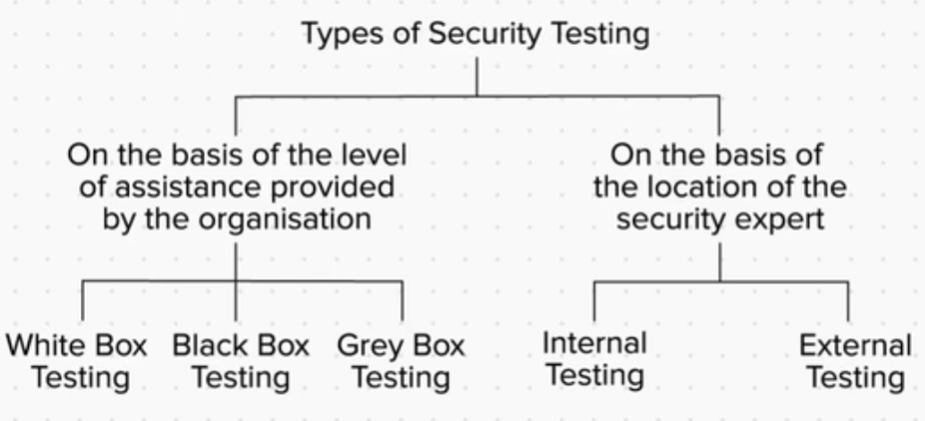 Types of Security Testing
On the basis of the level
of assistance provided
by the organisation
On the basis of
the location of the
security expert
White Box
Testing
Black Box
Testing
Grey Box
Testing
Internal
Testing
External
Testing